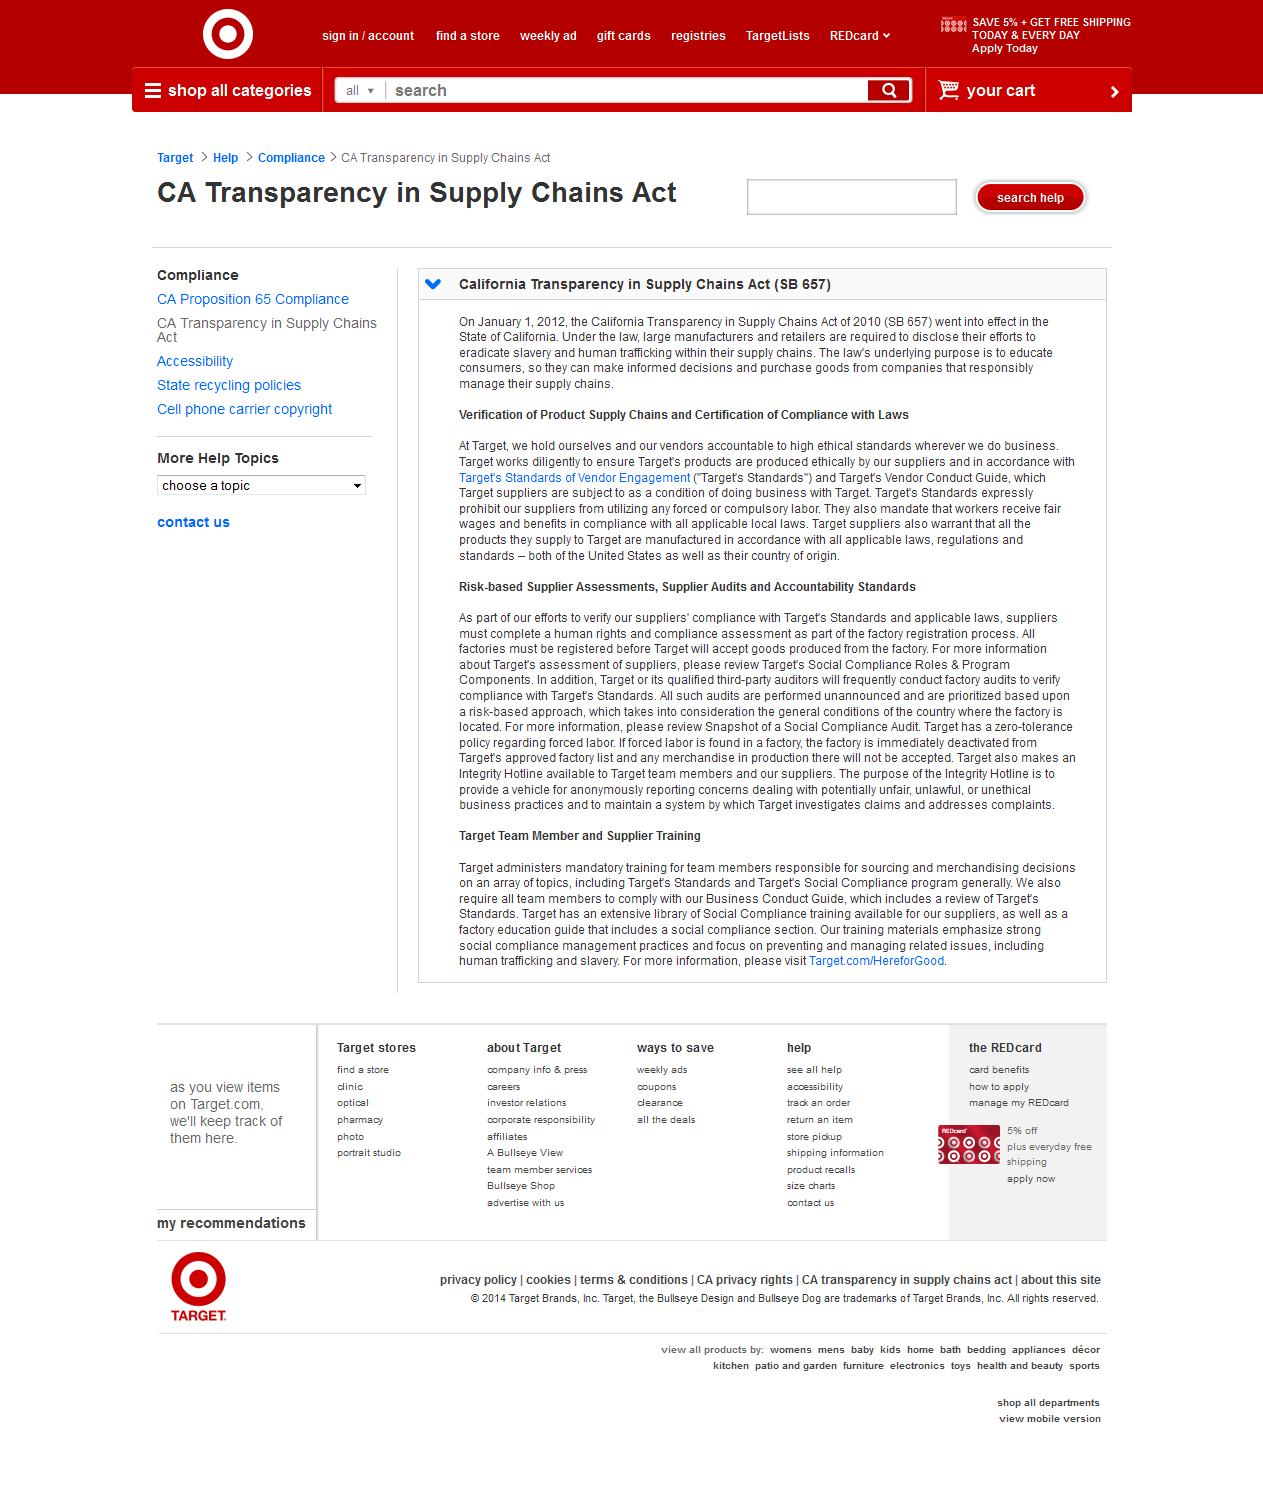 sign in / account find a store weekly ad gift cards registries TargetLists REDcard
SAVE 5% + GET FREE SHIPPING
TODAY & EVERY DAY
Apply Today
shop all categories all search your cart
Target Help Compliance CA Transparency in Supply Chains Act
CA Transparency in Supply Chains Act
search help
Compliance
CA Proposition 65 Compliance
CA Transparency in Supply Chains
Act
Accessibility
State recycling policies
Cell phone carrier copyright
More Help Topics
choose a topic
contact us
California Transparency in Supply Chains Act (SB 657)
On January 1, 2012, the California Transparency in Supply Chains Act of 2010 (SB 657) went into effect in the
State of California. Under the law, large manufacturers and retailers are required to disclose their efforts to
eradicate slavery and human trafficking within their supply chains. The law's underlying purpose is to educate
consumers, so they can make informed decisions and purchase goods from companies that responsibly
manage their supply chains.
Verification of Product Supply Chains and Certification of Compliance with Laws
At Target, we hold ourselves and our vendors accountable to high ethical standards wherever we do business.
Target works diligently to ensure Target's products are produced ethically by our suppliers and in accordance with
Target's Standards of Vendor Engagement ("Target's Standards") and Target's Vendor Conduct Guide, which
Target suppliers are subject to as a condition of doing business with Target. Target's Standards expressly
prohibit our suppliers from utilizing any forced or compulsory labor. They also mandate that workers receive fair
wages and benefits in compliance with all applicable local laws. Target suppliers also warrant that all the
products they supply to Target are manufactured in accordance with all applicable laws, regulations and
standards – both of the United States as well as their country of origin.
Risk-based Supplier Assessments, Supplier Audits and Accountability Standards
As part of our efforts to verify our suppliers' compliance with Target's Standards and applicable laws, suppliers
must complete a human rights and compliance assessment as part of the factory registration process. All
factories must be registered before Target will accept goods produced from the factory. For more information
about Target's assessment of suppliers, please review Target's Social Compliance Roles & Program
Components. In addition, Target or its qualified third-party auditors will frequently conduct factory audits to verify
compliance with Target's Standards. All such audits are performed unannounced and are prioritized based upon
a risk-based approach, which takes into consideration the general conditions of the country where the factory is
located. For more information, please review Snapshot of a Social Compliance Audit. Target has a zero-tolerance
policy regarding forced labor. If forced labor is found in a factory, the factory is immediately deactivated from
Target's approved factory list and any merchandise in production there will not be accepted. Target also makes an
Integrity Hotline available to Target team members and our suppliers. The purpose of the Integrity Hotline is to
provide a vehicle for anonymously reporting concerns dealing with potentially unfair, unlawful, or unethical
business practices and to maintain a system by which Target investigates claims and addresses complaints.
Target Team Member and Supplier Training
Target administers mandatory training for team members responsible for sourcing and merchandising decisions
on an array of topics, including Target's Standards and Target's Social Compliance program generally. We also
require all team members to comply with our Business Conduct Guide, which includes a review of Target's
Standards. Target has an extensive library of Social Compliance training available for our suppliers, as well as a
factory education guide that includes a social compliance section. Our training materials emphasize strong
social compliance management practices and focus on preventing and managing related issues, including
human trafficking and slavery. For more information, please visit Target.com/HereforGood.
as you view items
on Target.com,
we'll keep track of
them here.
my recommendations
Target stores
find a store
clinic
optical
pharmacy
photo
portrait studio
about Target
company info & press
careers
investor relations
corporate responsibility
affiliates
A Bullseye View
team member services
Bullseye Shop
advertise with us
ways to save
weekly ads
coupons
clearance
all the deals
help
see all help
accessibility
track an order
return an item
store pickup
shipping information
product recalls
size charts
contact us
the REDcard
card benefits
how to apply
manage my REDcard
REDcard
5% off
plus everyday free
shipping
apply now
TARGET
privacy policy | cookies | terms & conditions | CA privacy rights | CA transparency in supply chains act | about this site
© 2014 Target Brands, Inc. Target, the Bullseye Design and Bullseye Dog are trademarks of Target Brands, Inc. All rights reserved.
view all products by: womens mens baby kids home bath bedding appliances décor
kitchen patio and garden furniture electronics toys health and beauty sports
shop all departments
view mobile version